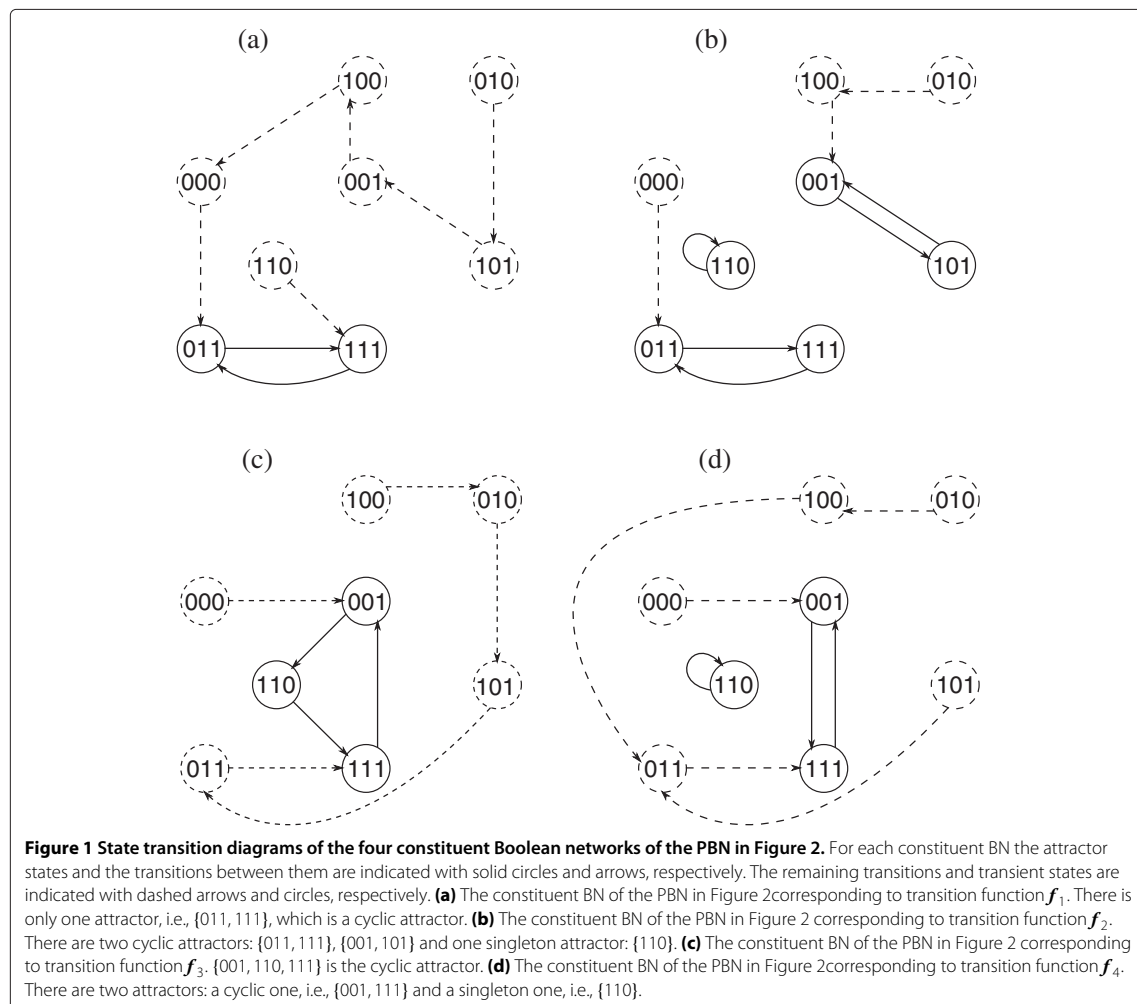 (a)
(b)
100
010
100
010
000
001
000
001
110
101
110
101
011
111
011
111
(c)
(d)
100
010
100
010
000
001
000
001
110
101
110
101
011
111
011
111
Figure 1 State transition diagrams of the four constituent Boolean networks of the PBN in Figure 2. For each constituent BN the attractor
states and the transitions between them are indicated with solid circles and arrows, respectively. The remaining transitions and transient states are
indicated with dashed arrows and circles, respectively. (a) The constituent BN of the PBN in Figure 2corresponding to transition function f1. There is
only one attractor, i.e., {011, 111}, which is a cyclic attractor. (b) The constituent BN of the PBN in Figure 2 corresponding to transition function f2.
There are two cyclic attractors: {011, 111}, {001, 101} and one singleton attractor: {110}. (c) The constituent BN of the PBN in Figure 2 corresponding
to transition function f3. {001, 110, 111} is the cyclic attractor. (d) The constituent BN of the PBN in Figure 2corresponding to transition function f4.
There are two attractors: a cyclic one, i.e., {001, 111} and a singleton one, i.e., {110}.